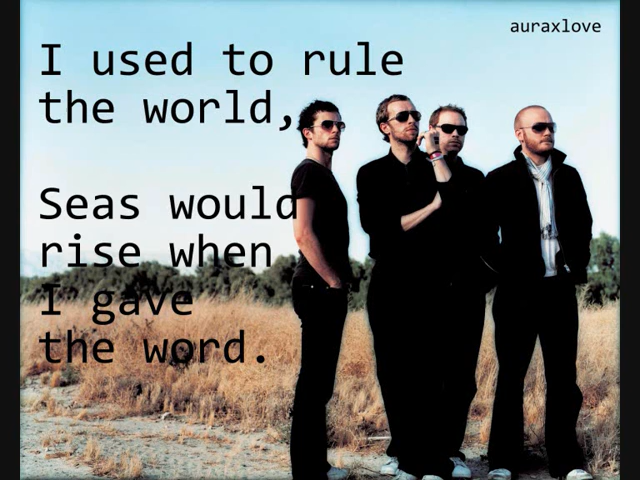 auraxlove
I used to rule
the world,
Seas would
rise when
I gave
the word.